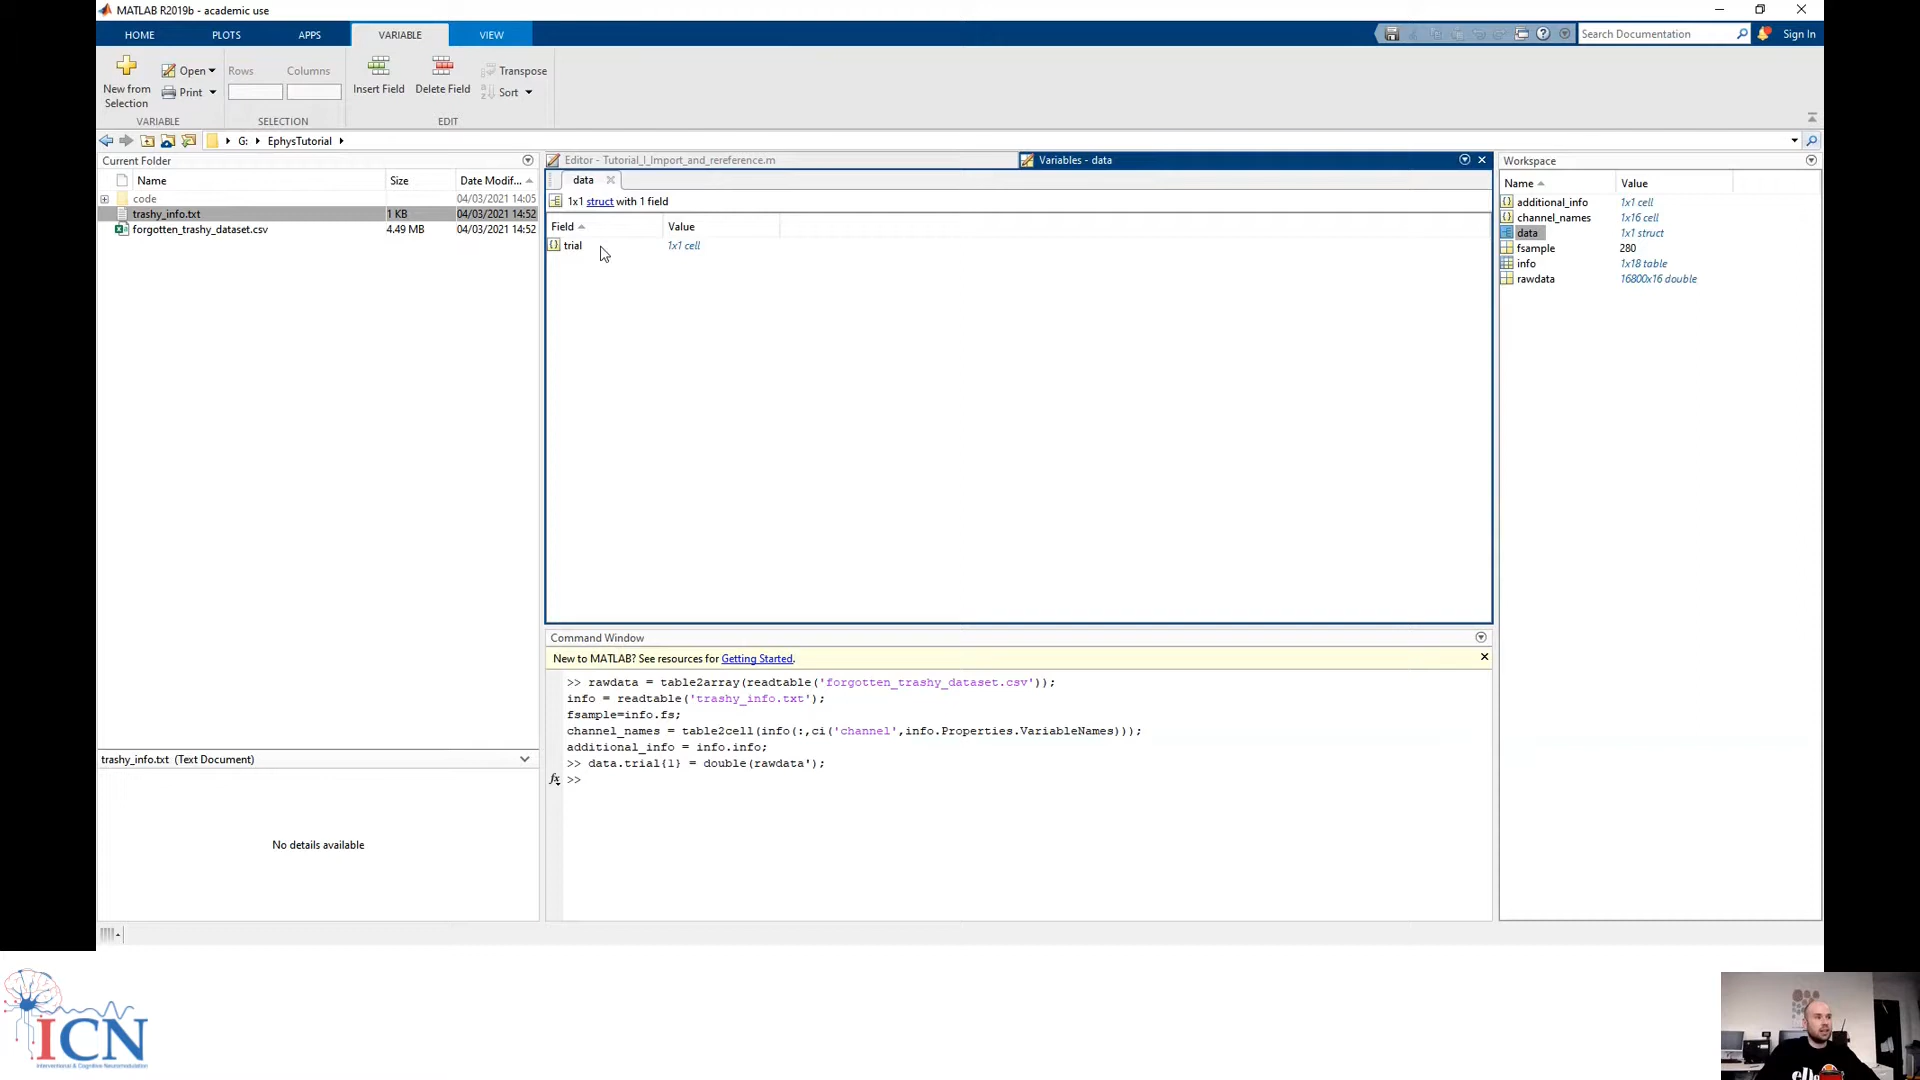 MATLAB R2019b - academic use
HOME PLOTS APPS VARIABLE VIEW
Search Documentation
Sign In
New from Selection
Open
Print
Rows Columns
Insert Field
Delete Field
Transpose
Sort
VARIABLE SELECTION EDIT
G: EphysTutorial
Current Folder
Name Size Date Modif...
code 04/03/2021 14:05
trashy_info.txt 1 KB 04/03/2021 14:52
forgotten_trashy_dataset.csv 4.49 MB 04/03/2021 14:52
trashy_info.txt (Text Document)
No details available
Editor - Tutorial_I_Import_and_rereference.m
Variables - data
data
1x1 struct with 1 field
Field Value
trial 1x1 cell
Command Window
New to MATLAB? See resources for Getting Started.
>> rawdata = table2array(readtable('forgotten_trashy_dataset.csv'));
info = readtable('trashy_info.txt');
fsample=info.fs;
channel_names = table2cell(info(:,ci('channel',info.Properties.VariableNames)));
additional_info = info.info;
>> data.trial{1} = double(rawdata');
fx >>
Workspace
Name Value
additional_info 1x1 cell
channel_names 1x16 cell
data 1x1 struct
fsample 280
info 1x18 table
rawdata 16800x16 double
ICN
Interventional & Cognitive Neuromodulation